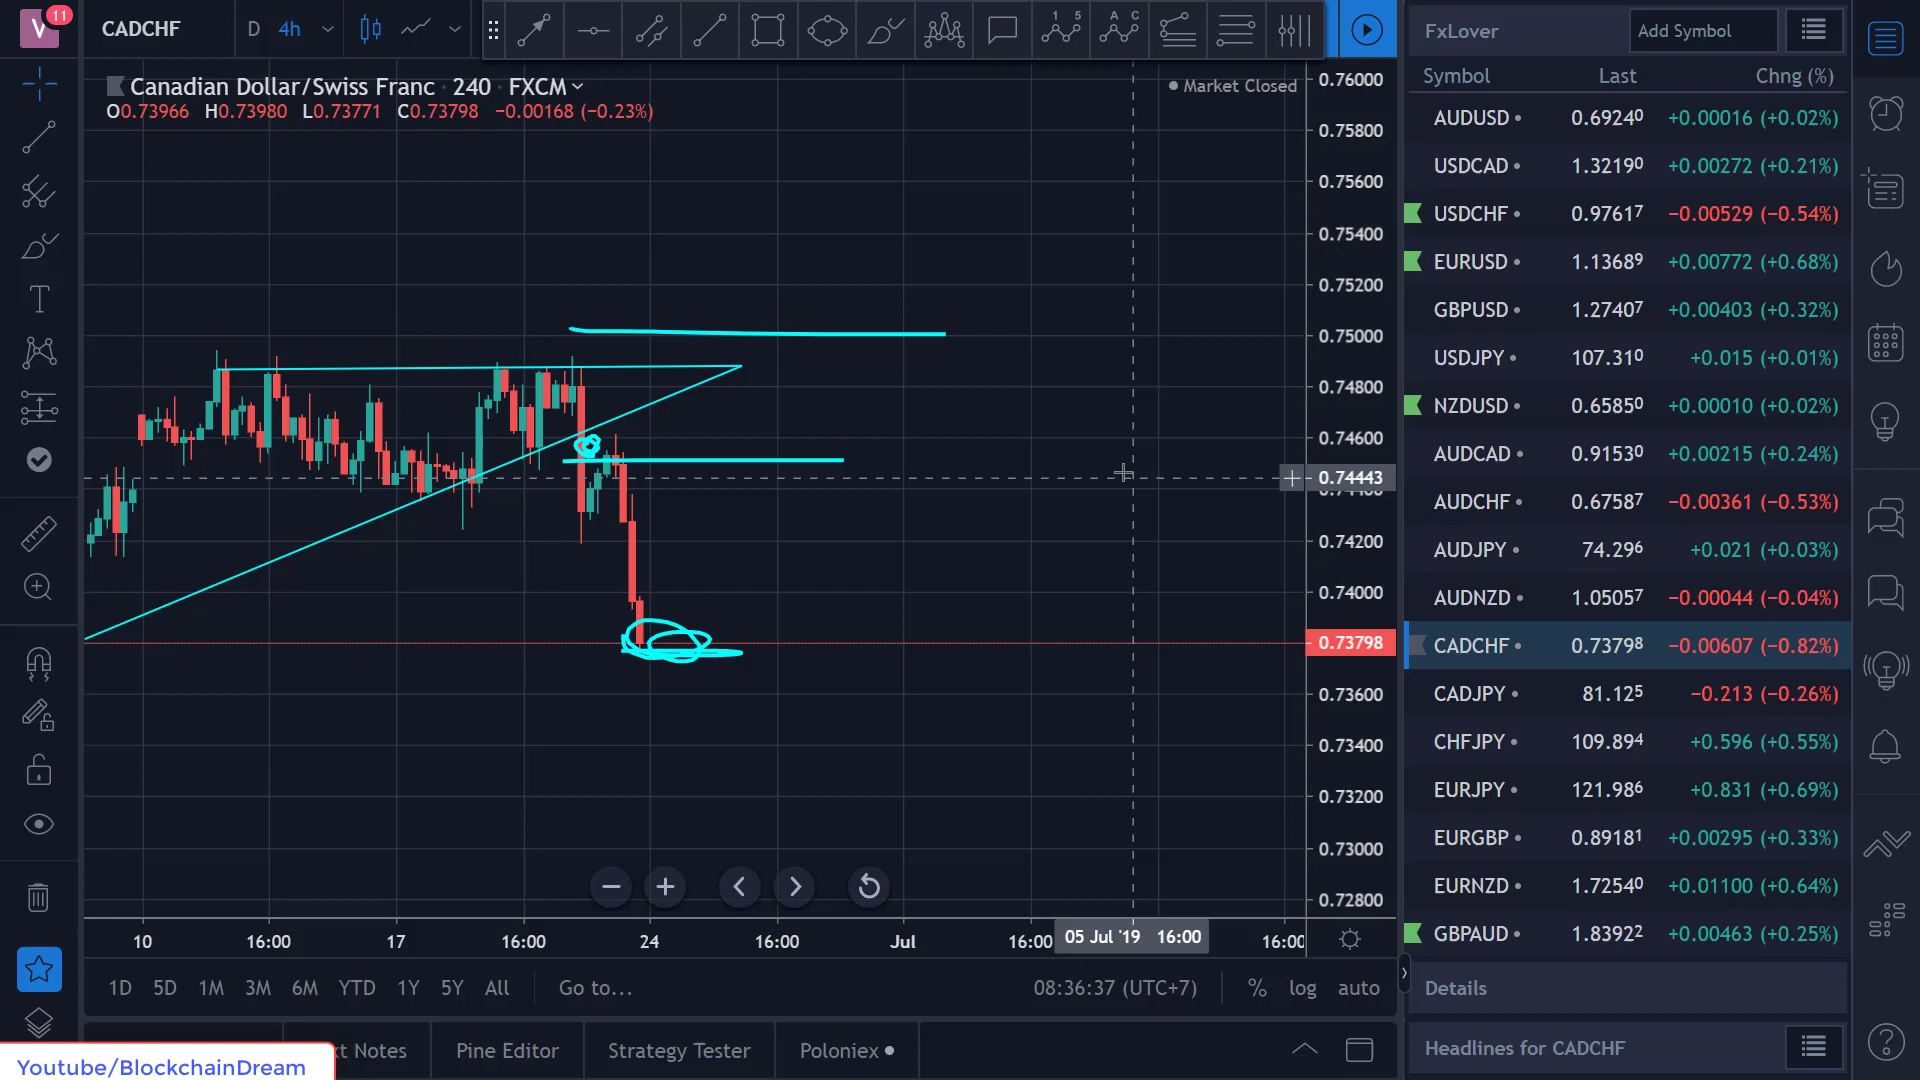 V 11
CADCHF D 4h
1 5 A C
Canadian Dollar/Swiss Franc · 240 · FXCM
Market Closed
O0.73966 H0.73980 L0.73771 C0.73798 −0.00168 (−0.23%)
0.76000
0.75800
0.75600
0.75400
0.75200
0.75000
0.74800
0.74600
0.74443
0.74200
0.74000
0.73798
0.73600
0.73400
0.73200
0.73000
0.72800
10 16:00 17 16:00 24 16:00 Jul 16:00 05 Jul '19 16:00 16:00
1D 5D 1M 3M 6M YTD 1Y 5Y All Go to... 08:36:37 (UTC+7) % log auto
xt Notes Pine Editor Strategy Tester Poloniex
Youtube/BlockchainDream
FxLover Add Symbol
Symbol Last Chng (%)
AUDUSD 0.69240 +0.00016 (+0.02%)
USDCAD 1.32190 +0.00272 (+0.21%)
USDCHF 0.97617 −0.00529 (−0.54%)
EURUSD 1.13689 +0.00772 (+0.68%)
GBPUSD 1.27407 +0.00403 (+0.32%)
USDJPY 107.310 +0.015 (+0.01%)
NZDUSD 0.65850 +0.00010 (+0.02%)
AUDCAD 0.91530 +0.00215 (+0.24%)
AUDCHF 0.67587 −0.00361 (−0.53%)
AUDJPY 74.296 +0.021 (+0.03%)
AUDNZD 1.05057 −0.00044 (−0.04%)
CADCHF 0.73798 −0.00607 (−0.82%)
CADJPY 81.125 −0.213 (−0.26%)
CHFJPY 109.894 +0.596 (+0.55%)
EURJPY 121.986 +0.831 (+0.69%)
EURGBP 0.89181 +0.00295 (+0.33%)
EURNZD 1.72540 +0.01100 (+0.64%)
GBPAUD 1.83922 +0.00463 (+0.25%)
Details
Headlines for CADCHF